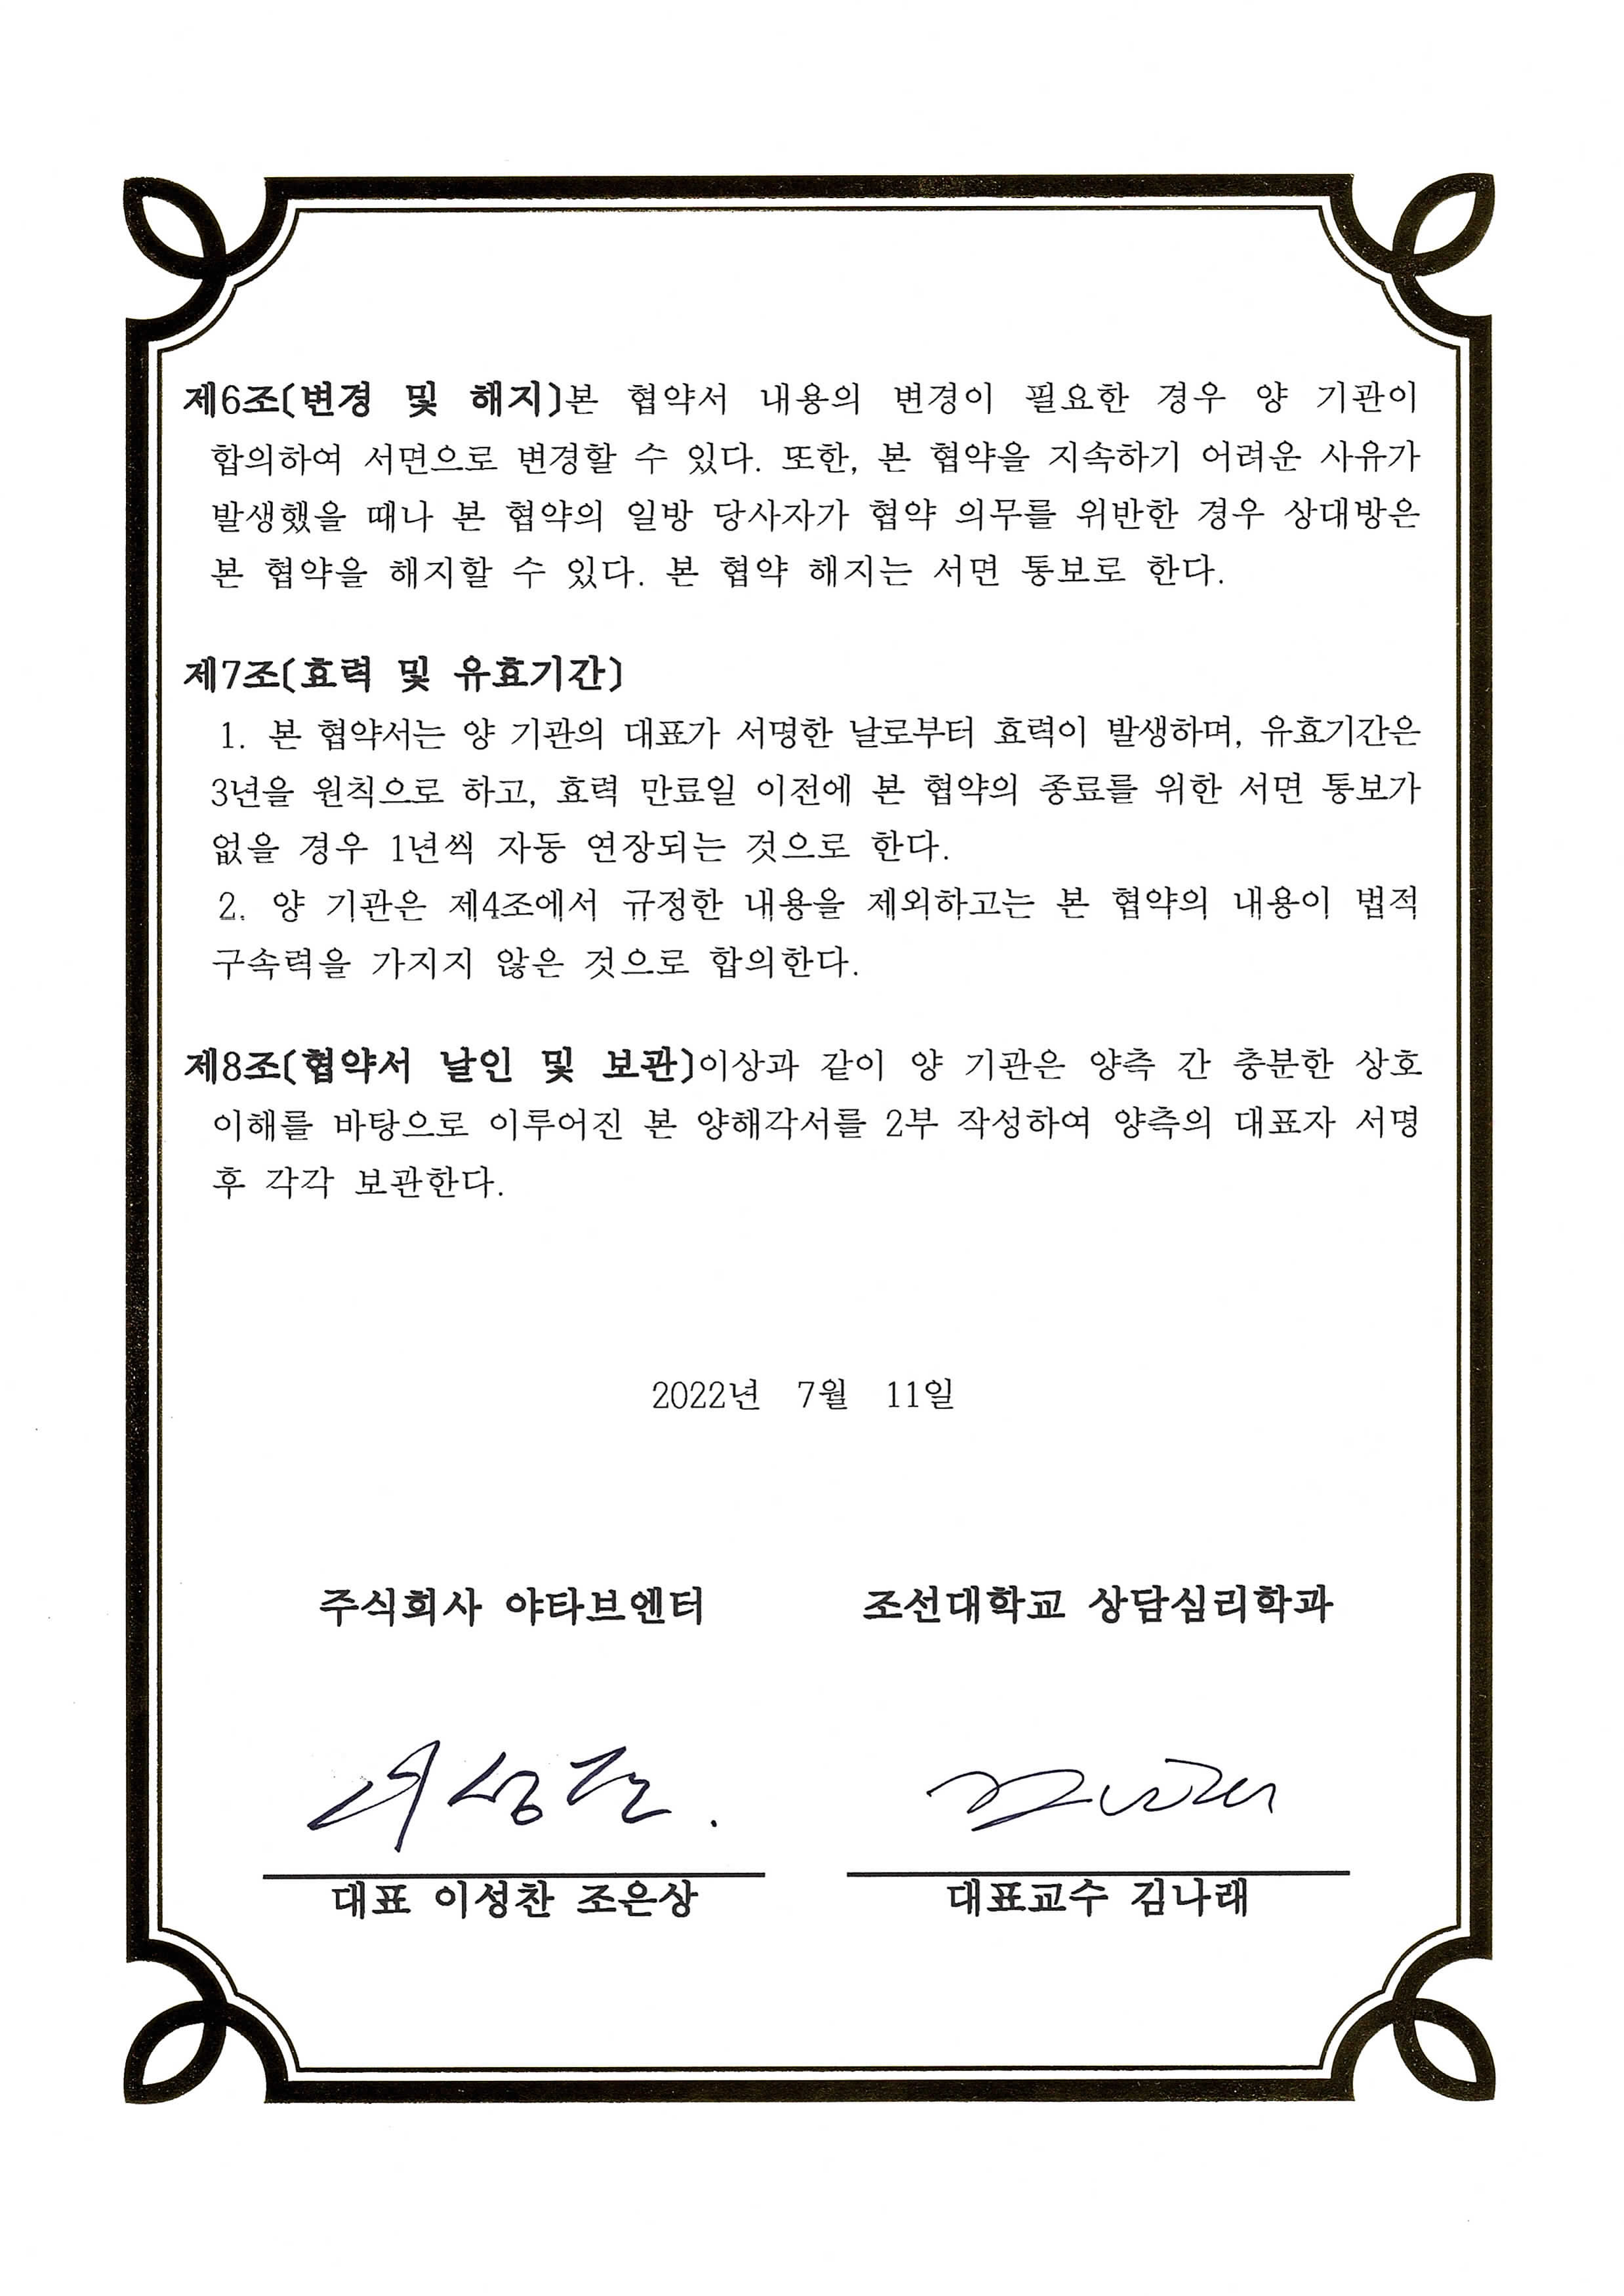 제6조(변경 및 해지)본 협약서 내용의 변경이 필요한 경우 양 기관이
합의하여 서면으로 변경할 수 있다. 또한, 본 협약을 지속하기 어려운 사유가
발생했을 때나 본 협약의 일방 당사자가 협약 의무를 위반한 경우 상대방은
본 협약을 해지할 수 있다. 본 협약 해지는 서면 통보로 한다.
제7조(효력 및 유효기간)
1. 본 협약서는 양 기관의 대표가 서명한 날로부터 효력이 발생하며, 유효기간은
3년을 원칙으로 하고, 효력 만료일 이전에 본 협약의 종료를 위한 서면 통보가
없을 경우 1년씩 자동 연장되는 것으로 한다.
2. 양 기관은 제4조에서 규정한 내용을 제외하고는 본 협약의 내용이 법적
구속력을 가지지 않은 것으로 합의한다.
제8조(협약서 날인 및 보관)이상과 같이 양 기관은 양측 간 충분한 상호
이해를 바탕으로 이루어진 본 양해각서를 2부 작성하여 양측의 대표자 서명
후 각각 보관한다.
2022년 7월 11일
주식회사 야타브엔터 조선대학교 상담심리학과
대표 이성찬 조은상 대표교수 김나래